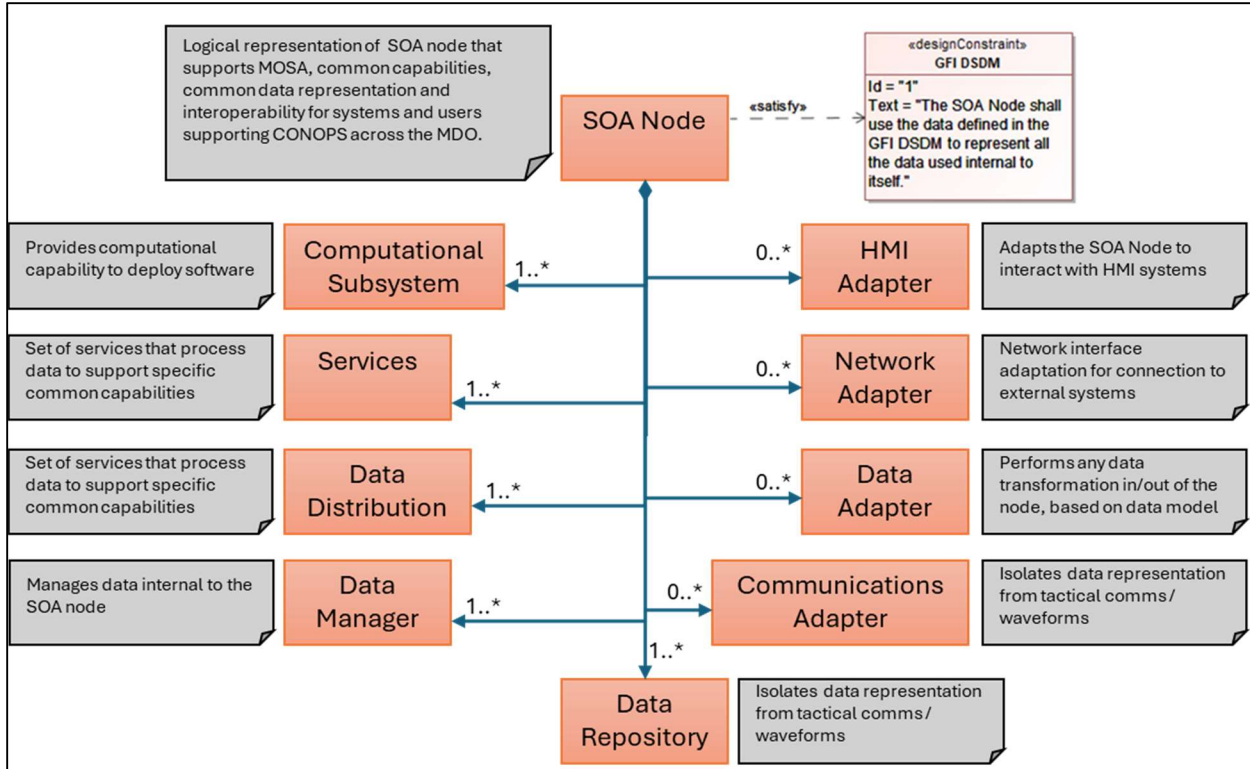 Logical representation of SOA node that
supports MOSA, common capabilities,
common data representation and
interoperability for systems and users
supporting CONOPS across the MDO.
SOA Node
«satisfy»
«designConstraint»
GFI DSDM
Id = "1"
Text = "The SOA Node shall
use the data defined in the
GFI DSDM to represent all
the data used internal to
itself."
Provides computational
capability to deploy software
Computational
Subsystem
1..*
0..*
HMI
Adapter
Adapts the SOA Node to
interact with HMI systems
Set of services that process
data to support specific
common capabilities
Services
1..*
0..*
Network
Adapter
Network interface
adaptation for connection to
external systems
Set of services that process
data to support specific
common capabilities
Data
Distribution
1..*
0..*
Data
Adapter
Performs any data
transformation in/out of the
node, based on data model
Manages data internal to the
SOA node
Data
Manager
1..*
0..*
Communications
Adapter
Isolates data representation
from tactical comms /
waveforms
1..*
Data
Repository
Isolates data representation
from tactical comms /
waveforms